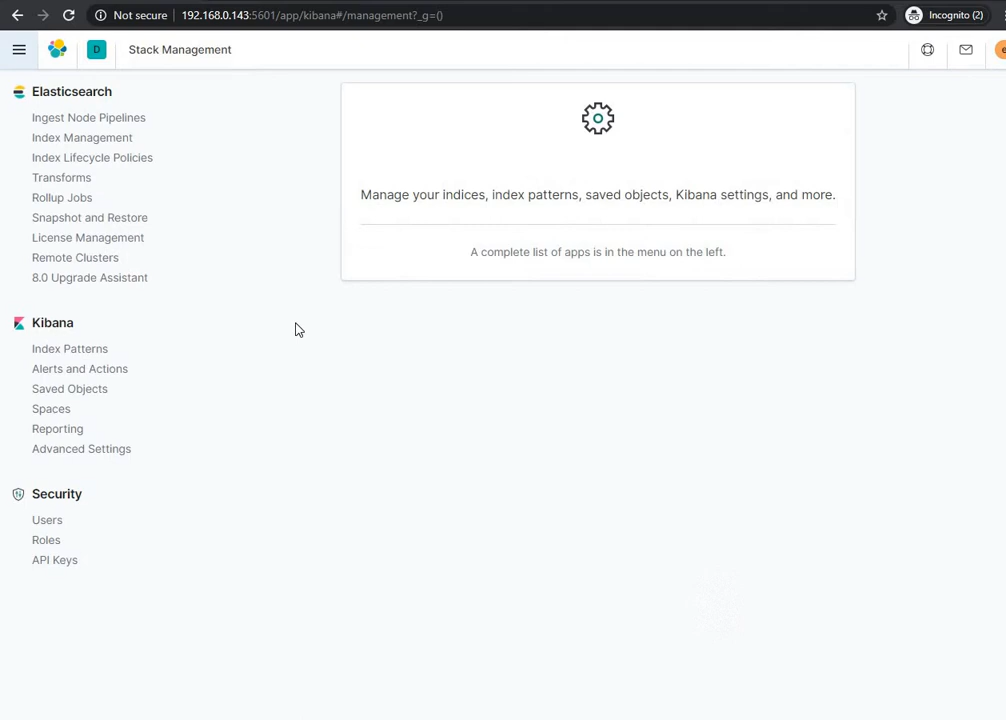 Not secure
192.168.0.143:5601/app/kibana#/management?_g=()
Incognito (2)
D
Stack Management
e
Elasticsearch
Ingest Node Pipelines
Index Management
Index Lifecycle Policies
Transforms
Rollup Jobs
Snapshot and Restore
License Management
Remote Clusters
8.0 Upgrade Assistant
Kibana
Index Patterns
Alerts and Actions
Saved Objects
Spaces
Reporting
Advanced Settings
Security
Users
Roles
API Keys
Manage your indices, index patterns, saved objects, Kibana settings, and more.
A complete list of apps is in the menu on the left.